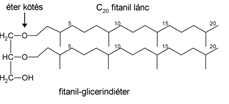 éter kötés
C20 fitanil lánc
H2C—O
5 10 15 20
HC—O
5 10 15 20
H2C—OH
fitanil-glicerindiéter